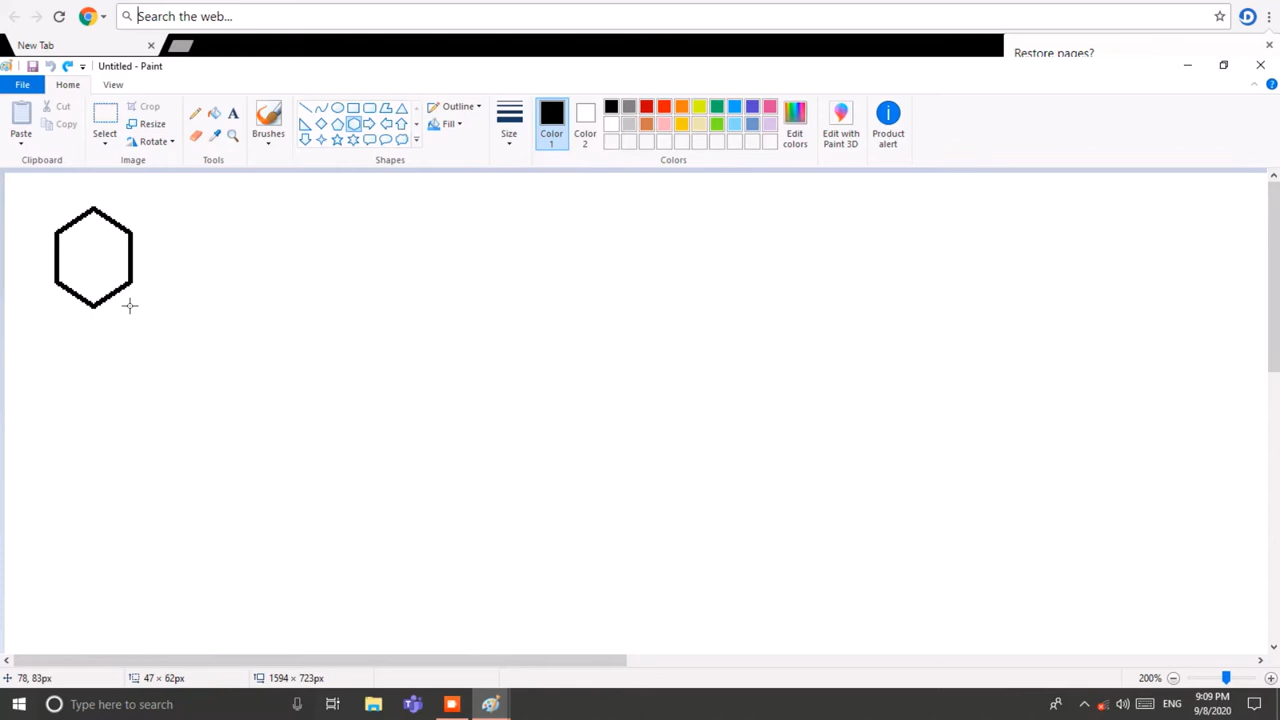 Search the web...
New Tab
Restore pages?
Untitled - Paint
File Home View
Paste
Cut
Copy
Clipboard
Select
Crop
Resize
Rotate
Image
Tools
Brushes
Outline
Fill
Shapes
Size
Color 1
Color 2
Edit colors
Colors
Edit with Paint 3D
Product alert
78, 83px
47 × 62px
1594 × 723px
200%
Type here to search
ENG
9:09 PM
9/8/2020